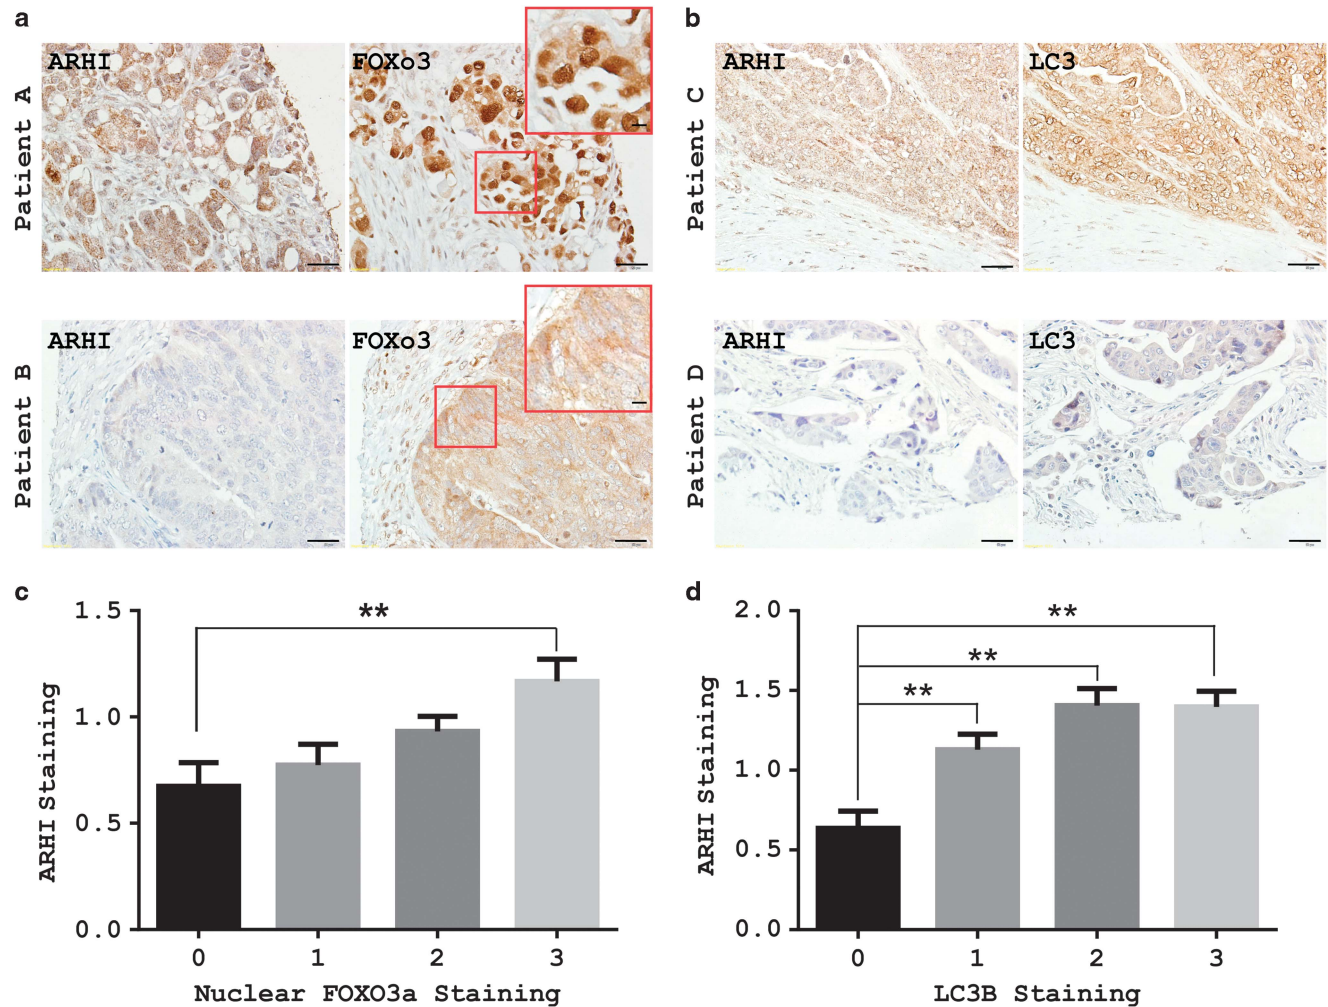 a
b
Patient A
ARHI
FOXo3
Patient C
ARHI
LC3
Patient B
ARHI
FOXo3
Patient D
ARHI
LC3
c
d
**
1.5
1.0
0.5
0.0
ARHI Staining
0 1 2 3
Nuclear FOXO3a Staining
**
**
**
2.0
1.5
1.0
0.5
0.0
ARHI Staining
0 1 2 3
LC3B Staining